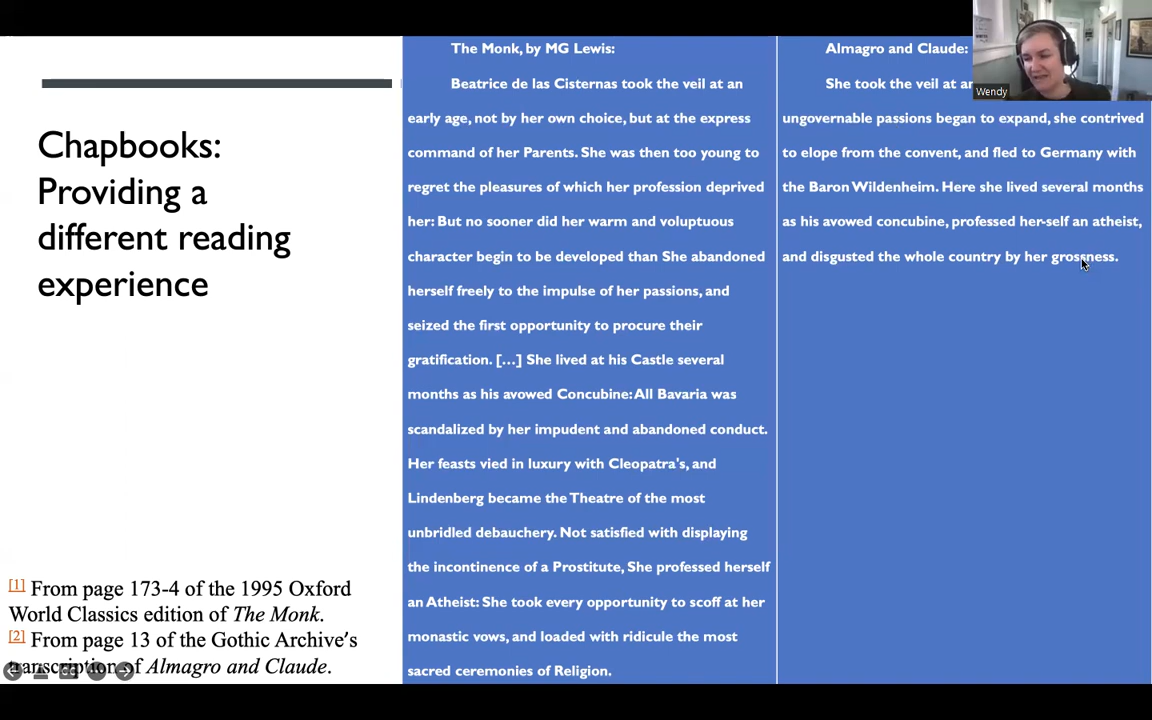 Chapbooks:
Providing a
different reading
experience
[1] From page 173-4 of the 1995 Oxford
World Classics edition of The Monk.
[2] From page 13 of the Gothic Archive's
transcription of Almagro and Claude.
The Monk, by MG Lewis:
Beatrice de las Cisternas took the veil at an
early age, not by her own choice, but at the express
command of her Parents. She was then too young to
regret the pleasures of which her profession deprived
her: But no sooner did her warm and voluptuous
character begin to be developed than She abandoned
herself freely to the impulse of her passions, and
seized the first opportunity to procure their
gratification. […] She lived at his Castle several
months as his avowed Concubine: All Bavaria was
scandalized by her impudent and abandoned conduct.
Her feasts vied in luxury with Cleopatra's, and
Lindenberg became the Theatre of the most
unbridled debauchery. Not satisfied with displaying
the incontinence of a Prostitute, She professed herself
an Atheist: She took every opportunity to scoff at her
monastic vows, and loaded with ridicule the most
sacred ceremonies of Religion.
Almagro and Claude:
She took the veil at an
ungovernable passions began to expand, she contrived
to elope from the convent, and fled to Germany with
the Baron Wildenheim. Here she lived several months
as his avowed concubine, professed her-self an atheist,
and disgusted the whole country by her grossness.
Wendy